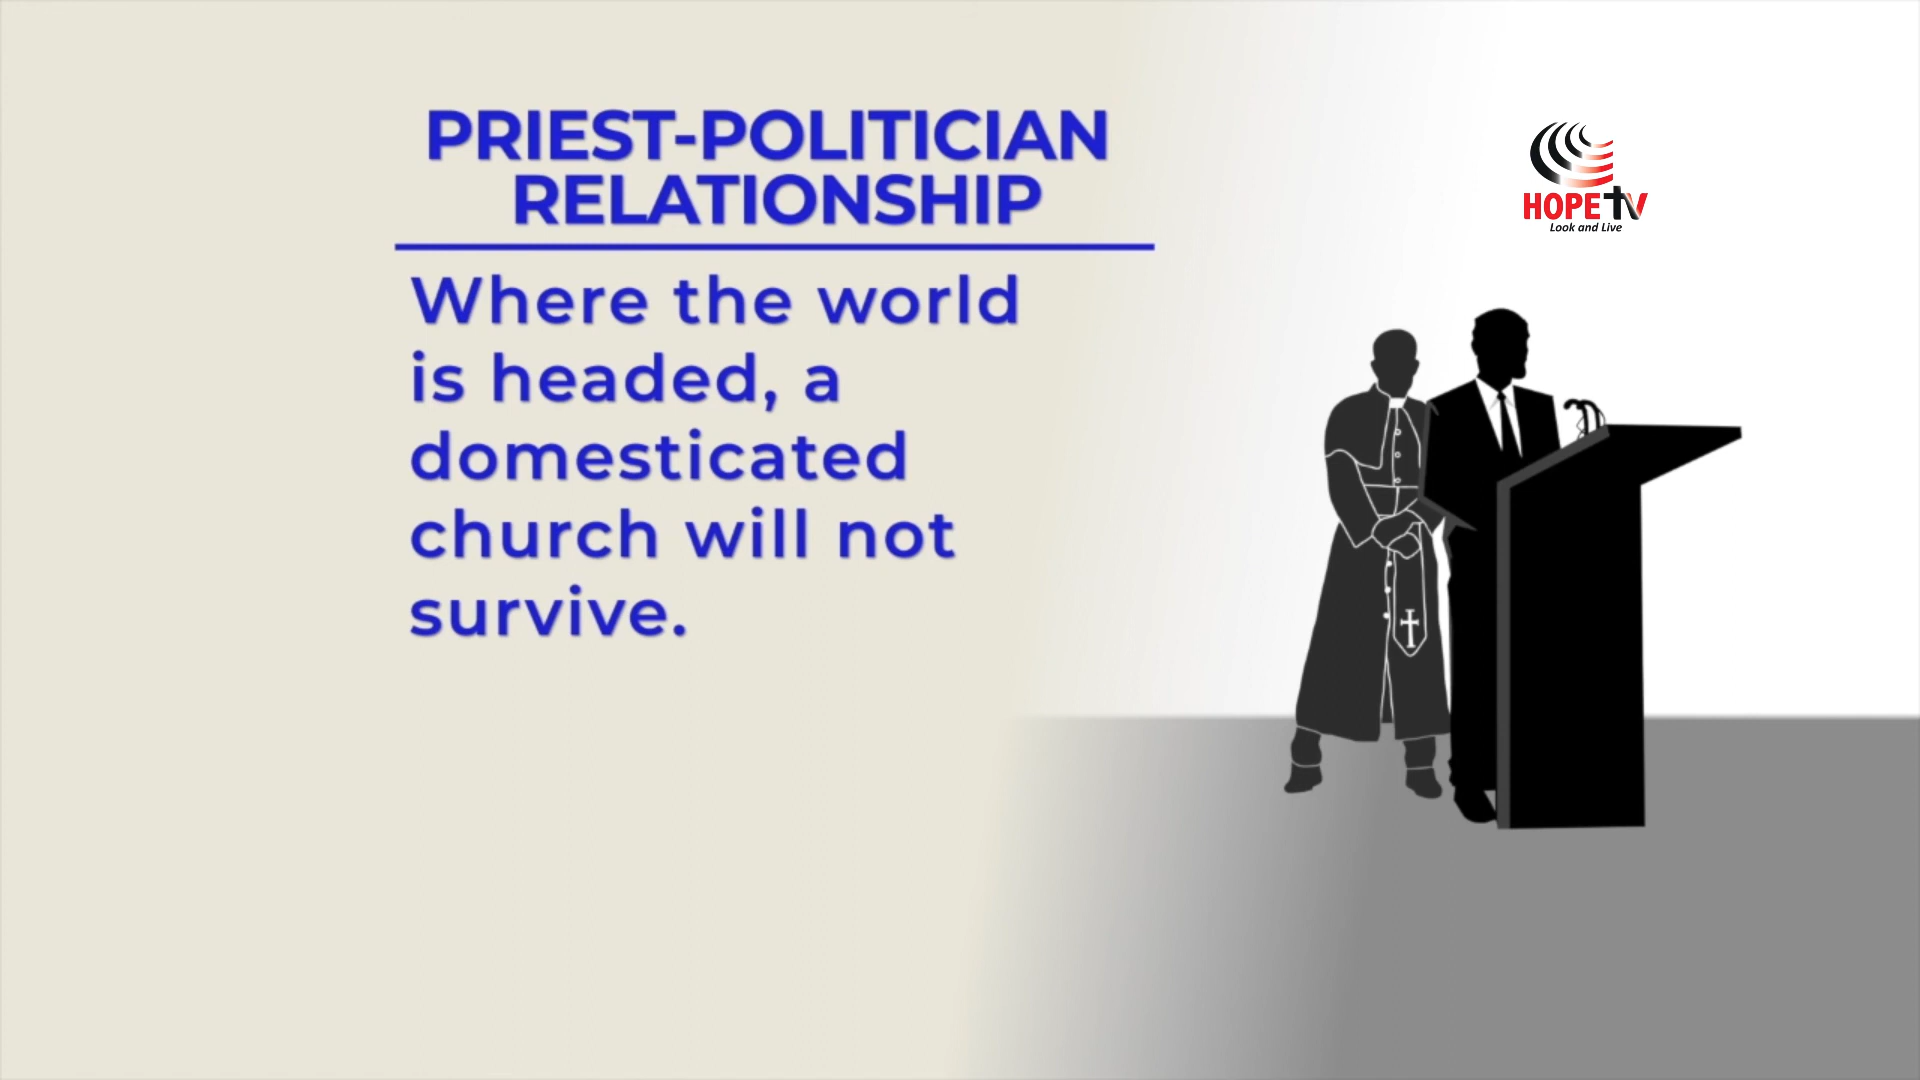 PRIEST-POLITICIAN
RELATIONSHIP
Where the world
is headed, a
domesticated
church will not
survive.
HOPE TV
Look and Live